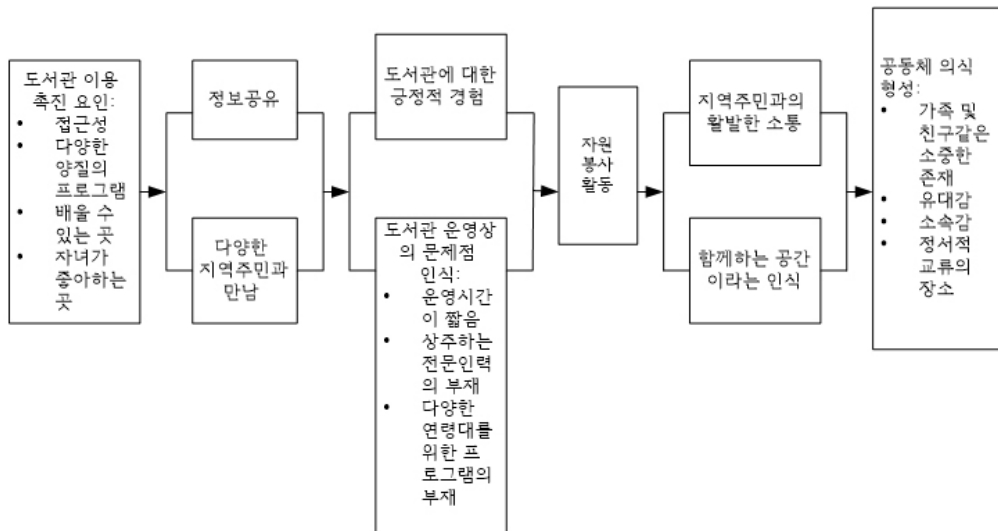 도서관 이용
촉진 요인:
• 접근성
• 다양한
양질의
프로그램
• 배울 수
있는 곳
• 자녀가
좋아하는
곳
정보공유
다양한
지역주민과
만남
도서관에 대한
긍정적 경험
도서관 운영상
의 문제점
인식:
• 운영시간
이 짧음
• 상주하는
전문인력
의 부재
• 다양한
연령대를
위한 프
로그램의
부재
자원
봉사
활동
지역주민과의
활발한 소통
함께하는 공간
이라는 인식
공동체 의식
형성:
• 가족 및
친구같은
소중한
존재
• 유대감
• 소속감
• 정서적
교류의
장소